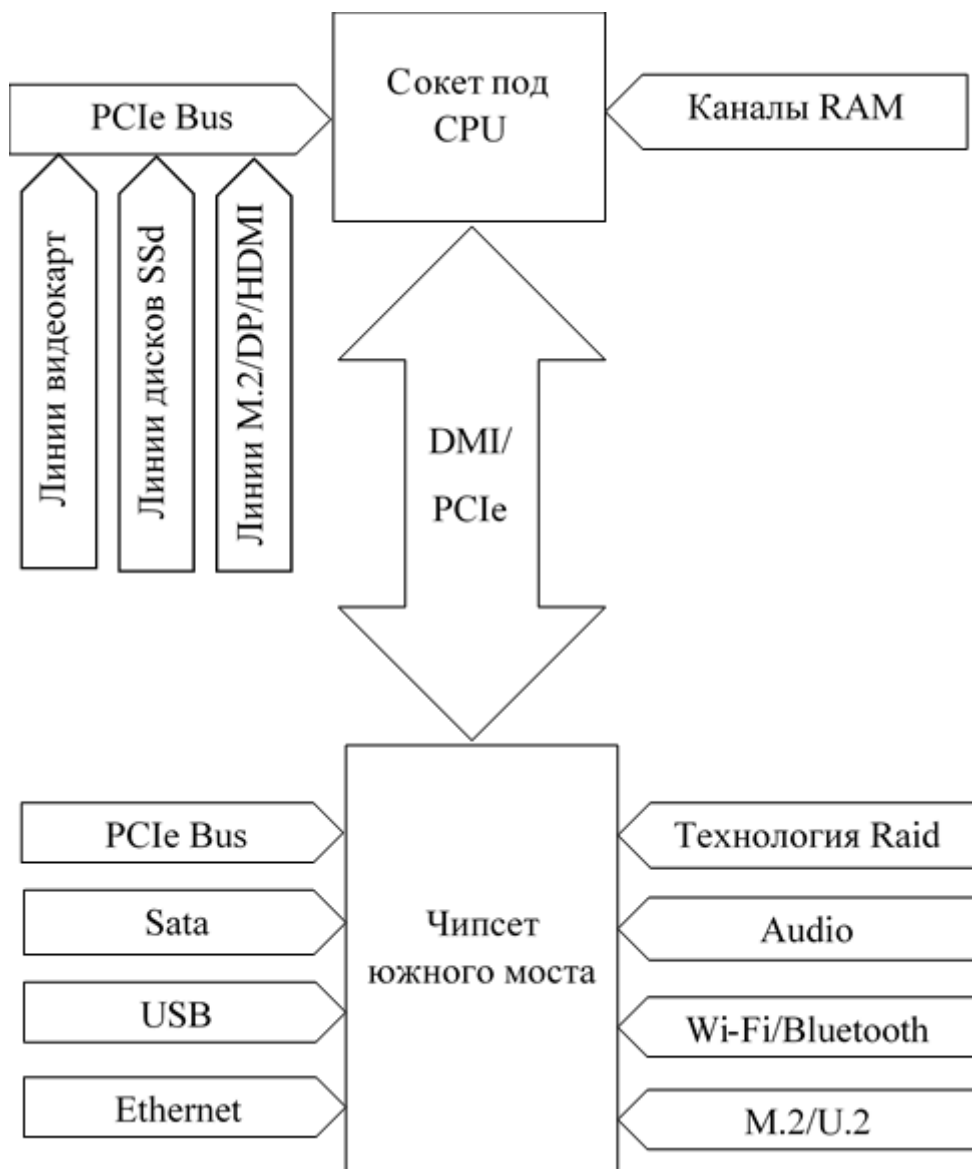 PCIe Bus
Сокет под
CPU
Каналы RAM
Линии видеокарт
Линии дисков SSd
Линии M.2/DP/HDMI
DMI/
PCIe
PCIe Bus
Sata
USB
Ethernet
Чипсет
южного моста
Технология Raid
Audio
Wi-Fi/Bluetooth
M.2/U.2